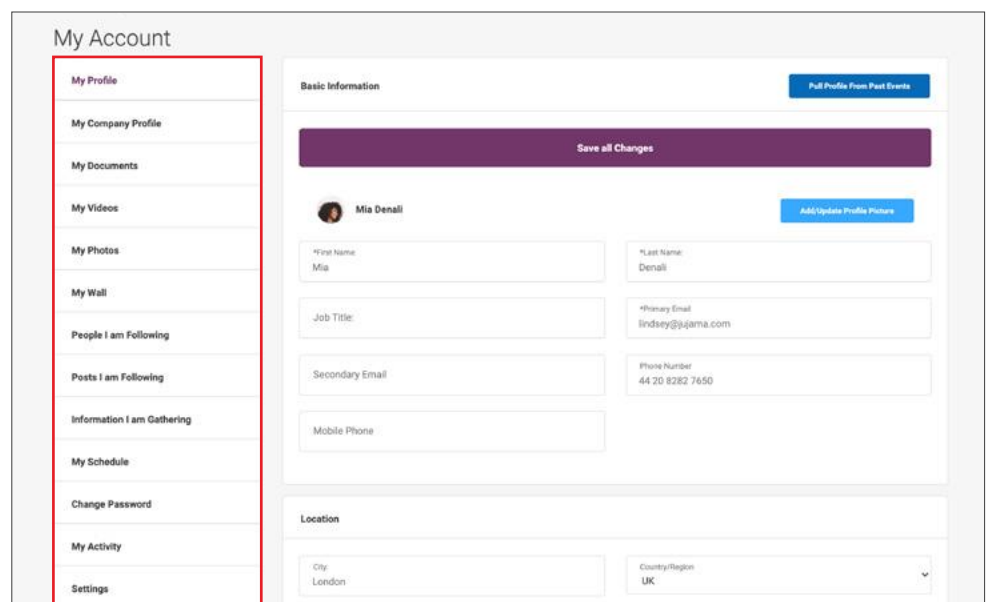 My Account
My Profile
My Company Profile
My Documents
My Videos
My Photos
My Wall
People I am Following
Posts I am Following
Information I am Gathering
My Schedule
Change Password
My Activity
Settings
Basic Information
Pull Profile From Past Events
Save all Changes
Mia Denali
Add/Update Profile Picture
*First Name:
Mia
*Last Name:
Denali
Job Title:
*Primary Email
lindsey@jujama.com
Secondary Email
Phone Number
44 20 8282 7650
Mobile Phone
Location
City:
London
Country/Region
UK